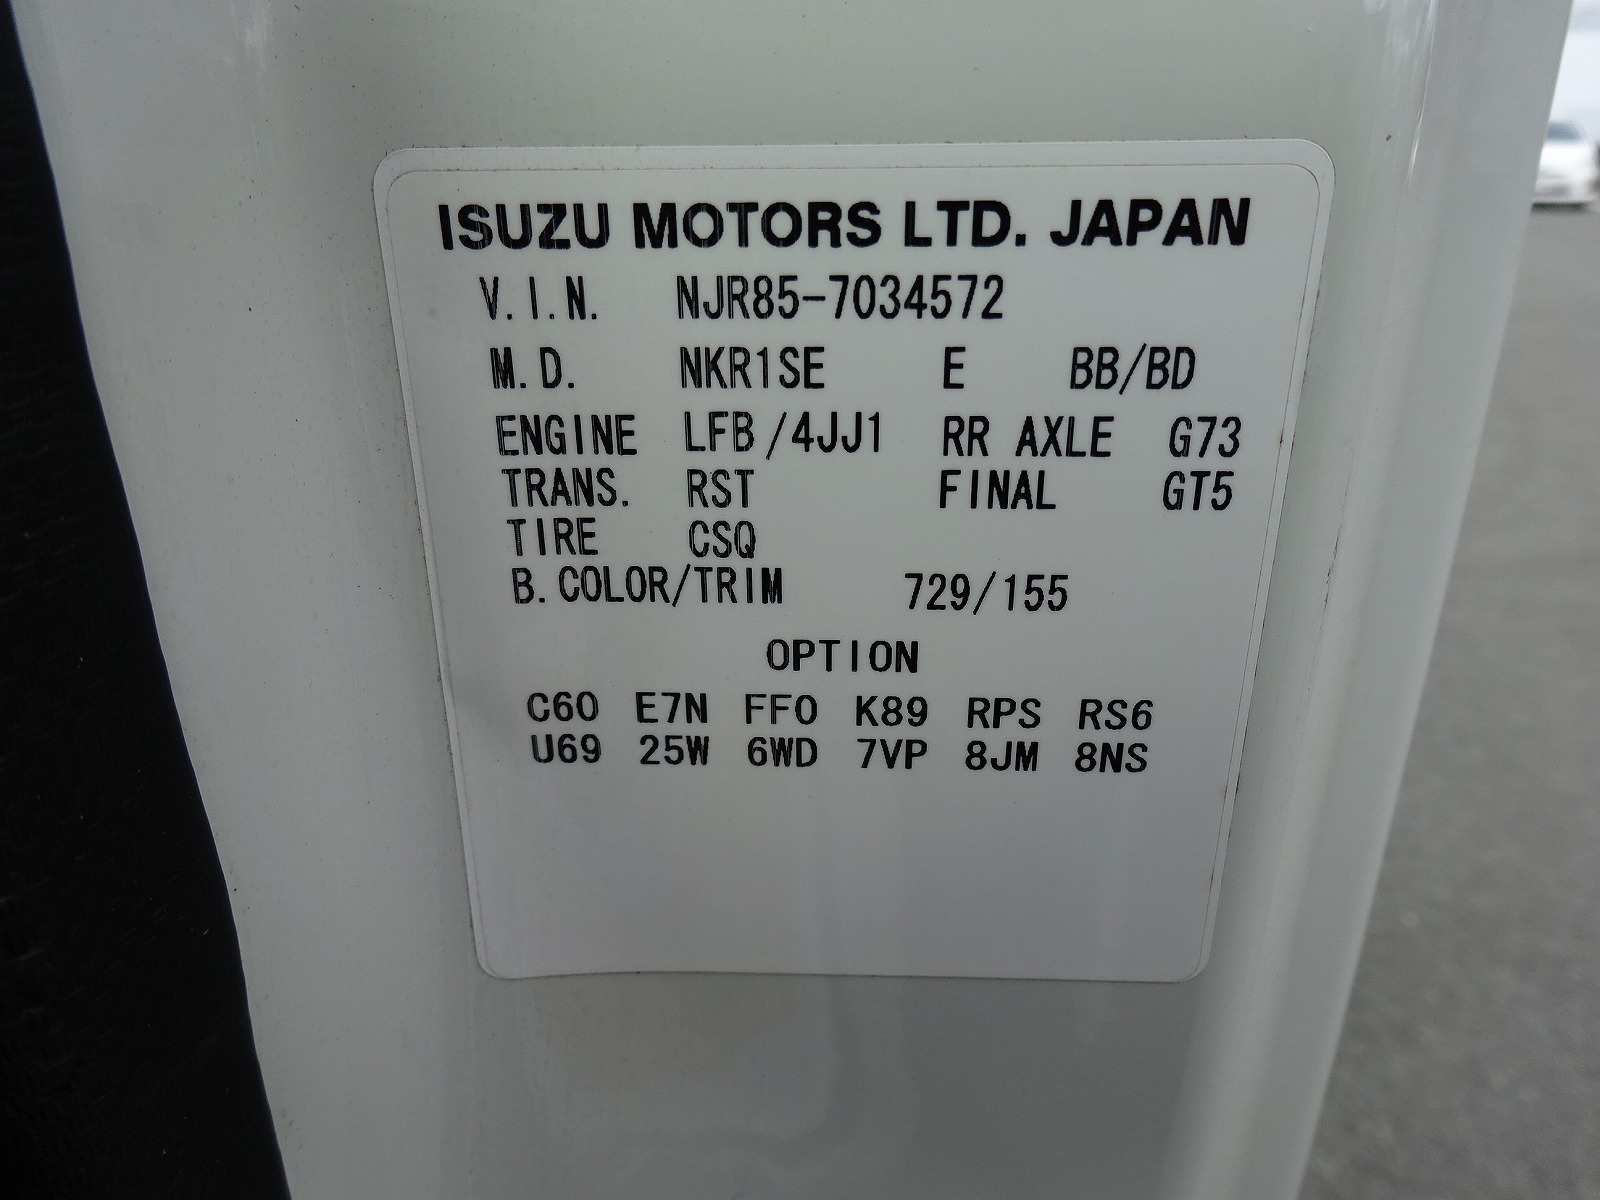 ISUZU MOTORS LTD. JAPAN
V.I.N. NJR85-7034572
M.D. NKR1SE E BB/BD
ENGINE LFB/4JJ1 RR AXLE G73
TRANS. RST FINAL GT5
TIRE CSQ
B.COLOR/TRIM 729/155
OPTION
C60 E7N FF0 K89 RPS RS6
U69 25W 6WD 7VP 8JM 8NS